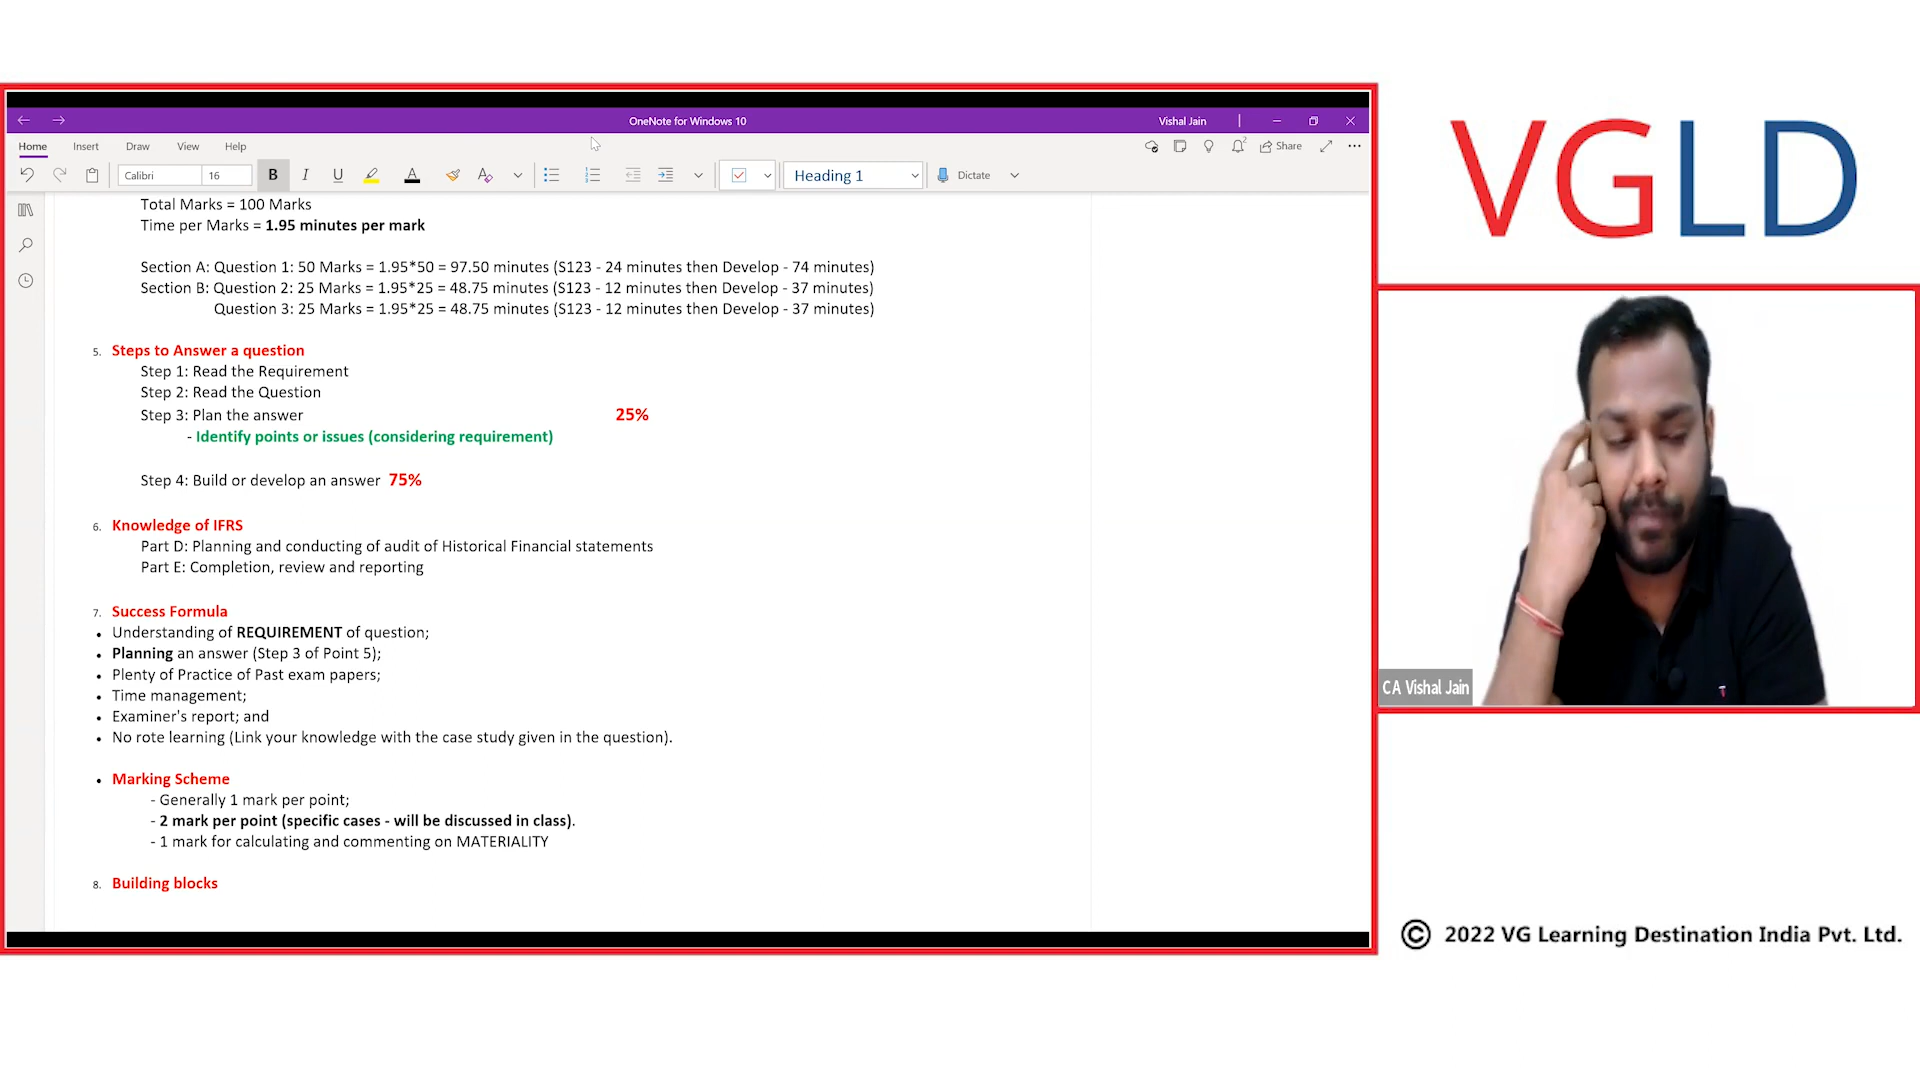 OneNote for Windows 10
Vishal Jain
Home Insert Draw View Help
Share
Calibri 16 B I U A Heading 1 Dictate
Total Marks = 100 Marks
Time per Marks = 1.95 minutes per mark
Section A: Question 1: 50 Marks = 1.95*50 = 97.50 minutes (S123 - 24 minutes then Develop - 74 minutes)
Section B: Question 2: 25 Marks = 1.95*25 = 48.75 minutes (S123 - 12 minutes then Develop - 37 minutes)
Question 3: 25 Marks = 1.95*25 = 48.75 minutes (S123 - 12 minutes then Develop - 37 minutes)
5. Steps to Answer a question
Step 1: Read the Requirement
Step 2: Read the Question
Step 3: Plan the answer 25%
- Identify points or issues (considering requirement)
Step 4: Build or develop an answer 75%
6. Knowledge of IFRS
Part D: Planning and conducting of audit of Historical Financial statements
Part E: Completion, review and reporting
7. Success Formula
• Understanding of REQUIREMENT of question;
• Planning an answer (Step 3 of Point 5);
• Plenty of Practice of Past exam papers;
• Time management;
• Examiner's report; and
• No rote learning (Link your knowledge with the case study given in the question).
• Marking Scheme
- Generally 1 mark per point;
- 2 mark per point (specific cases - will be discussed in class).
- 1 mark for calculating and commenting on MATERIALITY
8. Building blocks
VGLD
CA Vishal Jain
© 2022 VG Learning Destination India Pvt. Ltd.